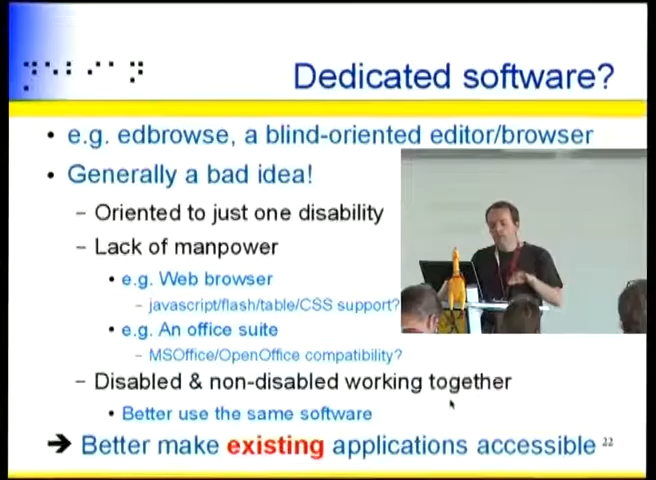 Dedicated software?
• e.g. edbrowse, a blind-oriented editor/browser
• Generally a bad idea!
– Oriented to just one disability
– Lack of manpower
• e.g. Web browser
– javascript/flash/table/CSS support?
• e.g. An office suite
– MSOffice/OpenOffice compatibility?
– Disabled & non-disabled working together
• Better use the same software
➔ Better make existing applications accessible
22